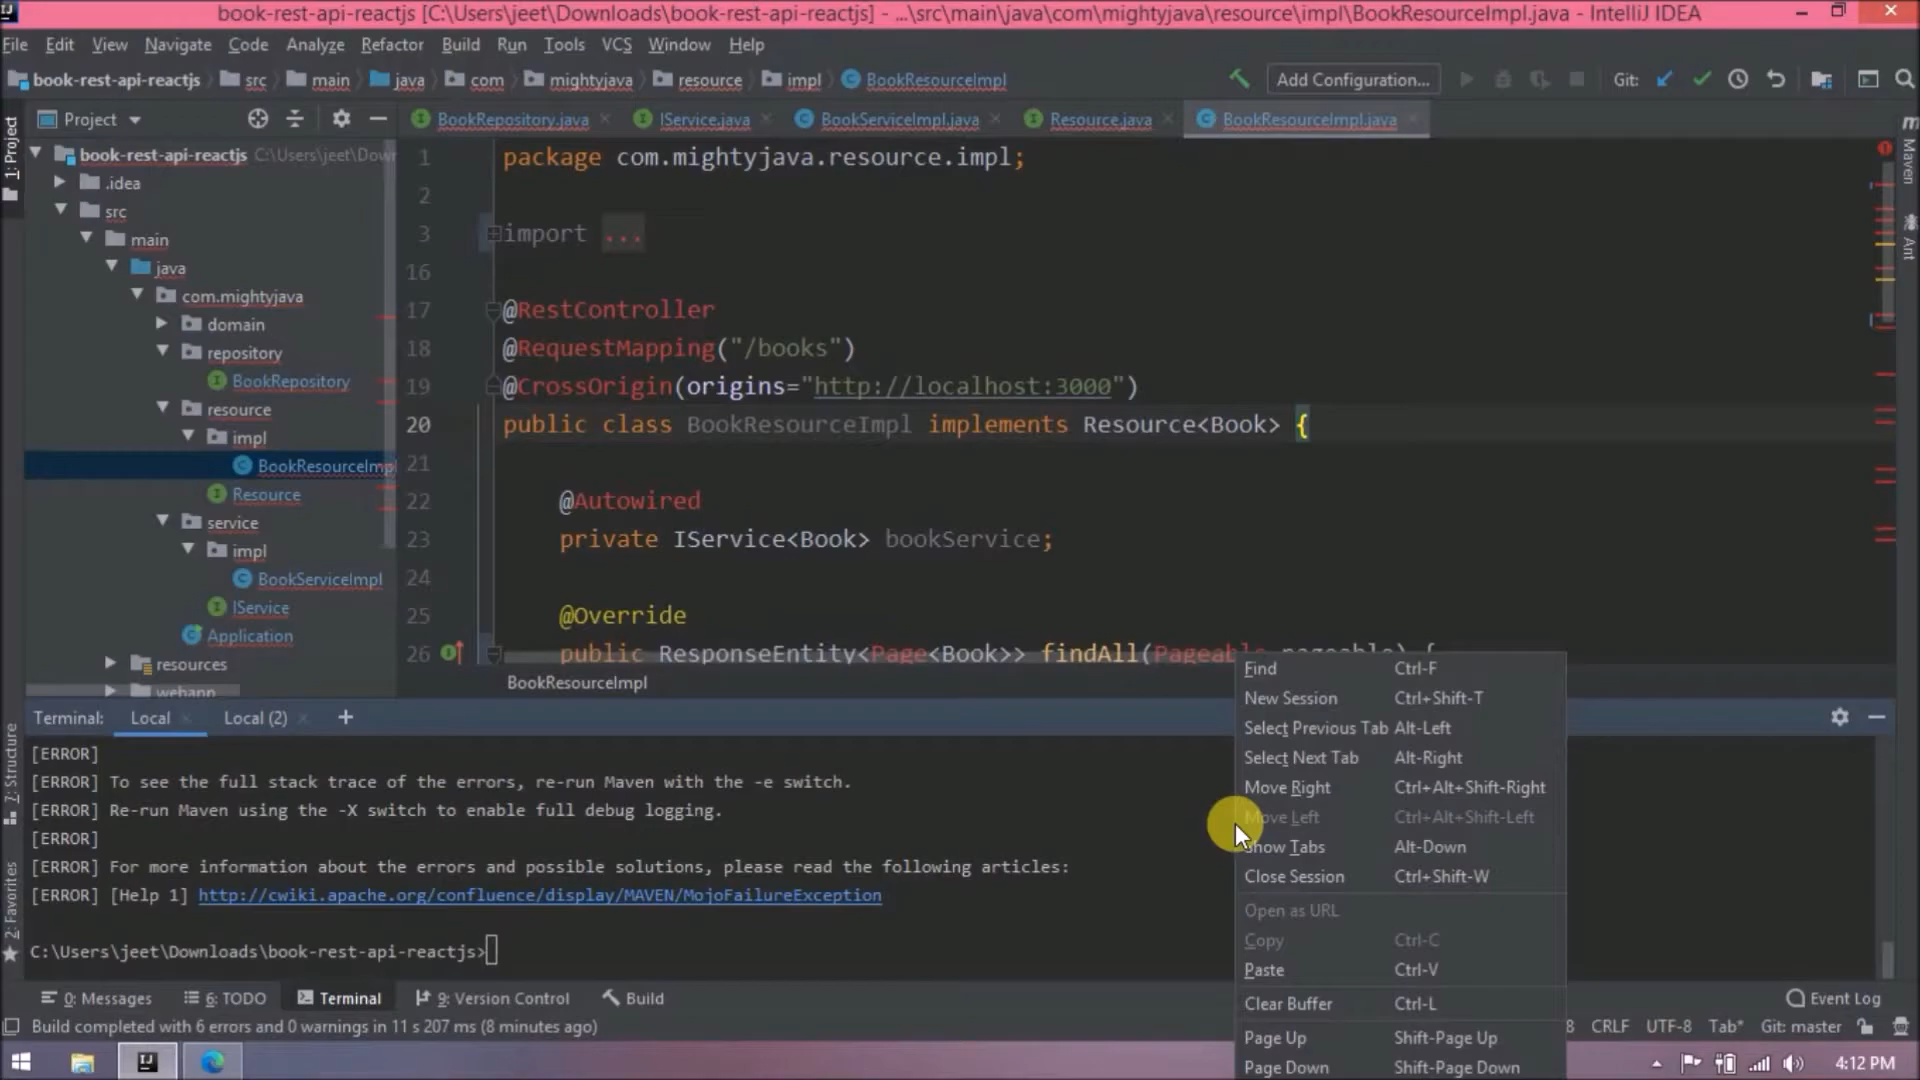 book-rest-api-reactjs [C:\Users\jeet\Downloads\book-rest-api-reactjs] - ...\src\main\java\com\mightyjava\resource\impl\BookResourceImpl.java - IntelliJ IDEA
File Edit View Navigate Code Analyze Refactor Build Run Tools VCS Window Help
book-rest-api-reactjs src main java com mightyjava resource impl BookResourceImpl Add Configuration... Git:
Project BookRepository.java IService.java BookServiceImpl.java Resource.java BookResourceImpl.java
1: Project
7: Structure
2: Favorites
Maven
Ant
book-rest-api-reactjs C:\Users\jeet\Down
.idea
src
main
java
com.mightyjava
domain
repository
BookRepository
resource
impl
BookResourceImpl
Resource
service
impl
BookServiceImpl
IService
Application
resources
webapp
1 package com.mightyjava.resource.impl;
2
3 import ...
16
17 @RestController
18 @RequestMapping("/books")
19 @CrossOrigin(origins="http://localhost:3000")
20 public class BookResourceImpl implements Resource<Book> {
21
22 @Autowired
23 private IService<Book> bookService;
24
25 @Override
26 public ResponseEntity<Page<Book>> findAll(Pageable pageable) {
BookResourceImpl
Terminal: Local Local (2) +
[ERROR]
[ERROR] To see the full stack trace of the errors, re-run Maven with the -e switch.
[ERROR] Re-run Maven using the -X switch to enable full debug logging.
[ERROR]
[ERROR] For more information about the errors and possible solutions, please read the following articles:
[ERROR] [Help 1] http://cwiki.apache.org/confluence/display/MAVEN/MojoFailureException
C:\Users\jeet\Downloads\book-rest-api-reactjs>
Find Ctrl-F
New Session Ctrl+Shift-T
Select Previous Tab Alt-Left
Select Next Tab Alt-Right
Move Right Ctrl+Alt+Shift-Right
Move Left Ctrl+Alt+Shift-Left
Show Tabs Alt-Down
Close Session Ctrl+Shift-W
Open as URL
Copy Ctrl-C
Paste Ctrl-V
Clear Buffer Ctrl-L
Page Up Shift-Page Up
Page Down Shift-Page Down
0: Messages 6: TODO Terminal 9: Version Control Build Event Log
Build completed with 6 errors and 0 warnings in 11 s 207 ms (8 minutes ago) 8 CRLF UTF-8 Tab* Git: master
4:12 PM